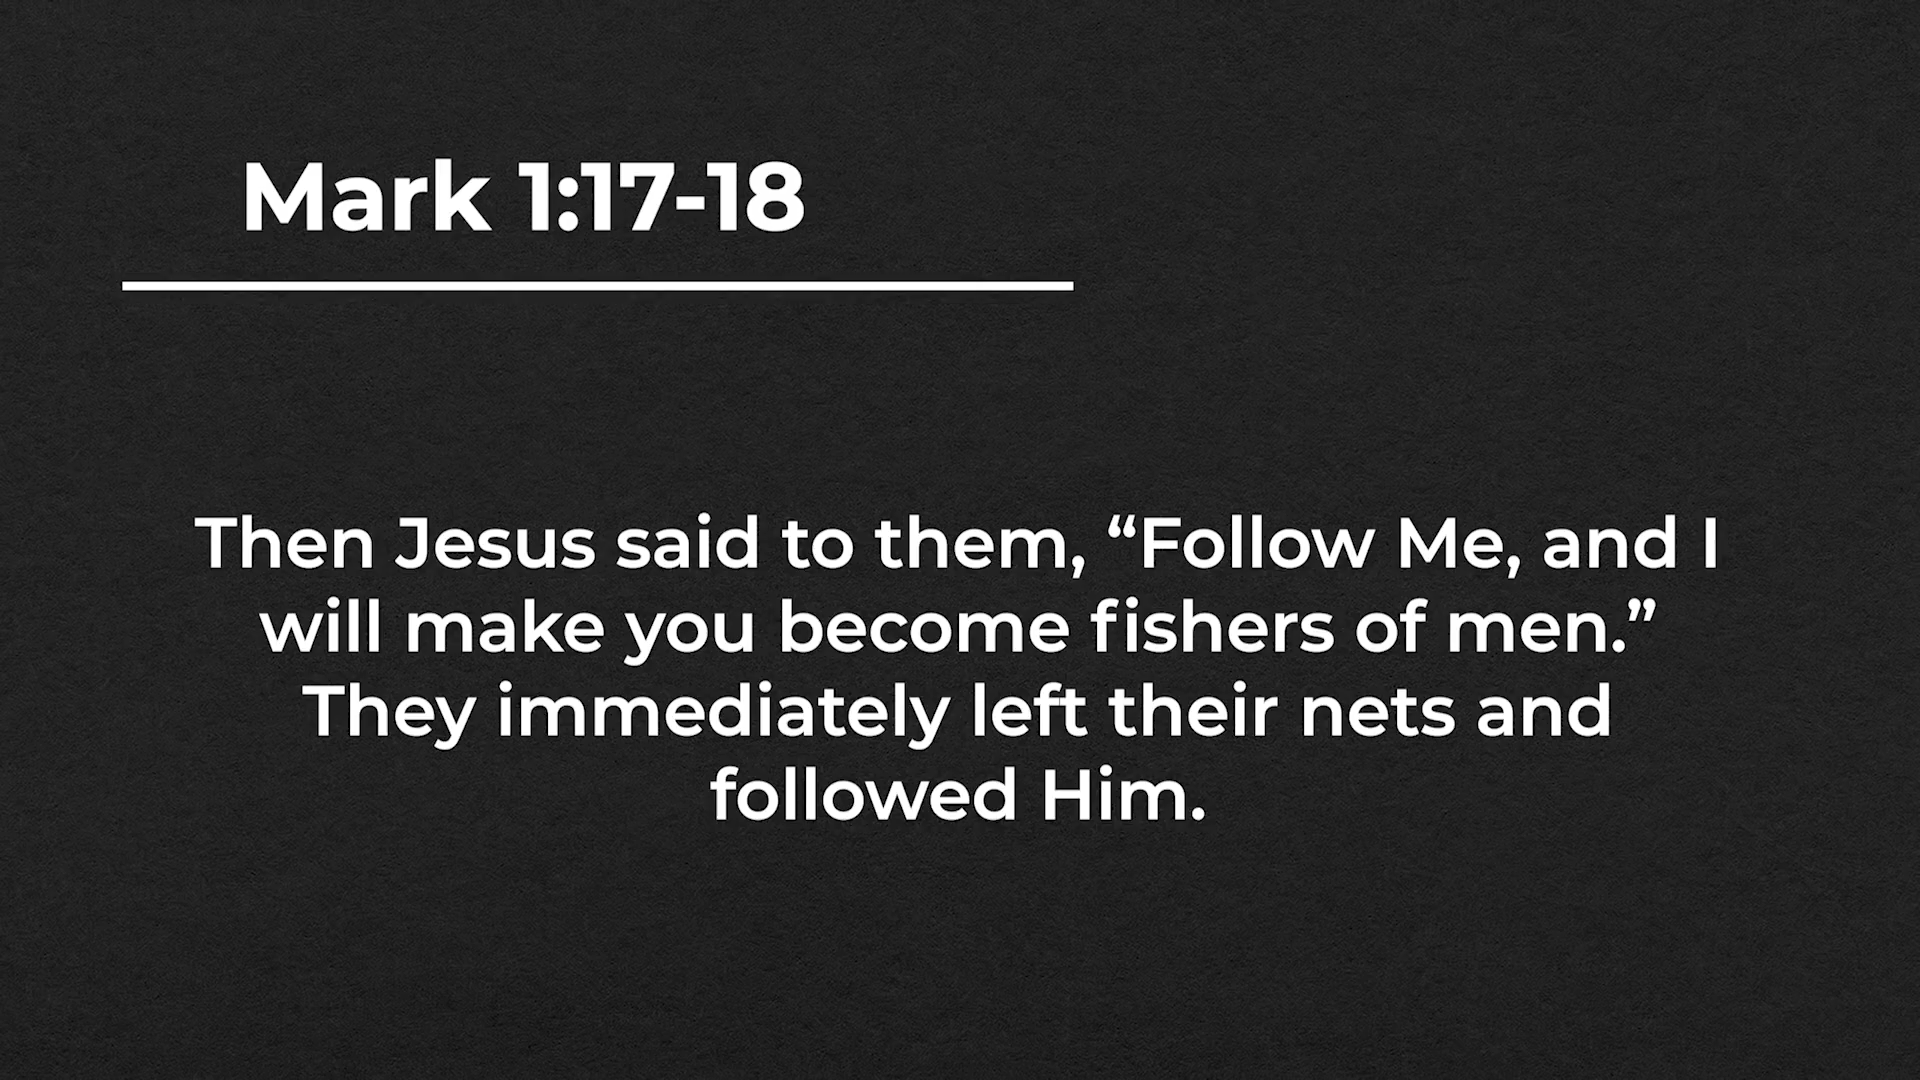 Mark 1:17-18
Then Jesus said to them, “Follow Me, and I
will make you become fishers of men.”
They immediately left their nets and
followed Him.